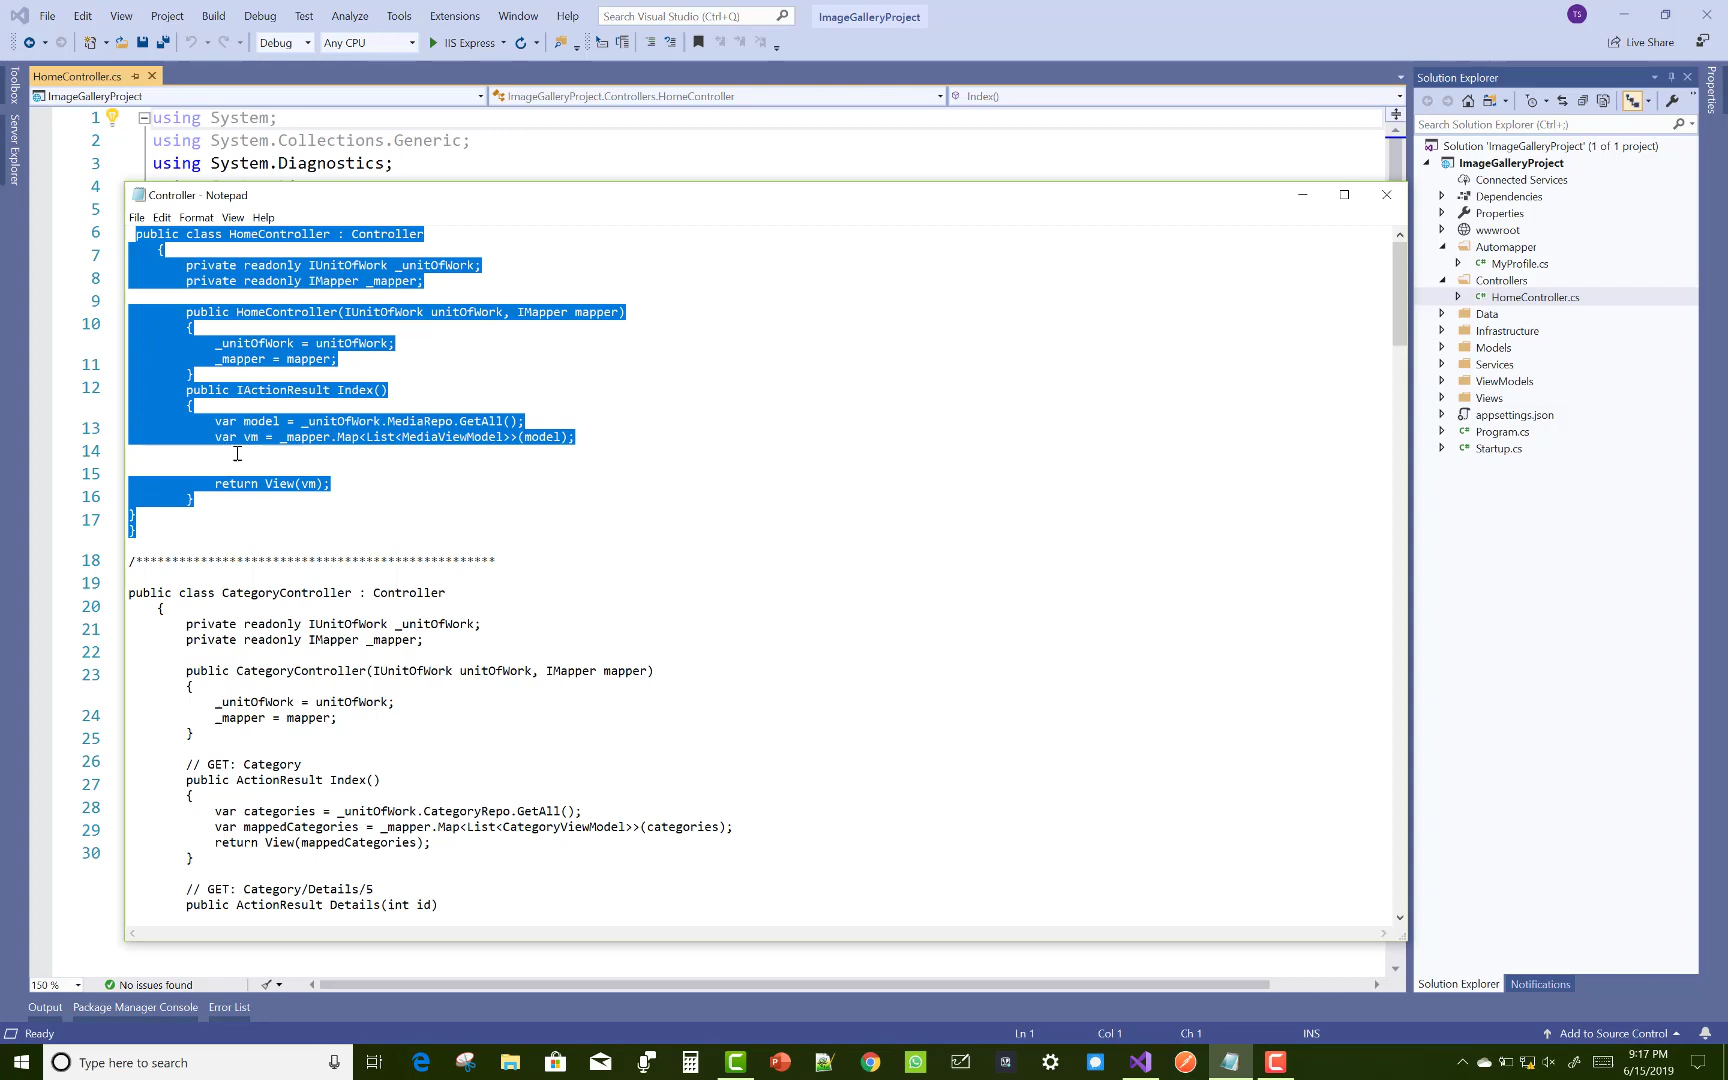 File Edit View Project Build Debug Test Analyze Tools Extensions Window Help Search Visual Studio (Ctrl+Q) ImageGalleryProject TS
Debug Any CPU IIS Express Live Share
HomeController.cs
ImageGalleryProject ImageGalleryProject.Controllers.HomeController Index()
Toolbox
Server Explorer
1 using System;
2 using System.Collections.Generic;
3 using System.Diagnostics;
4
5
6
7
8
9
10
11
12
13
14
15
16
17
18
19
20
21
22
23
24
25
26
27
28
29
30
Controller - Notepad
File Edit Format View Help
public class HomeController : Controller
{
private readonly IUnitOfWork _unitOfWork;
private readonly IMapper _mapper;
public HomeController(IUnitOfWork unitOfWork, IMapper mapper)
{
_unitOfWork = unitOfWork;
_mapper = mapper;
}
public IActionResult Index()
{
var model = _unitOfWork.MediaRepo.GetAll();
var vm = _mapper.Map<List<MediaViewModel>>(model);
return View(vm);
}
}
}
/**************************************************
public class CategoryController : Controller
{
private readonly IUnitOfWork _unitOfWork;
private readonly IMapper _mapper;
public CategoryController(IUnitOfWork unitOfWork, IMapper mapper)
{
_unitOfWork = unitOfWork;
_mapper = mapper;
}
// GET: Category
public ActionResult Index()
{
var categories = _unitOfWork.CategoryRepo.GetAll();
var mappedCategories = _mapper.Map<List<CategoryViewModel>>(categories);
return View(mappedCategories);
}
// GET: Category/Details/5
public ActionResult Details(int id)
Solution Explorer
Search Solution Explorer (Ctrl+;)
Solution 'ImageGalleryProject' (1 of 1 project)
ImageGalleryProject
Connected Services
Dependencies
Properties
wwwroot
Automapper
C# MyProfile.cs
Controllers
C# HomeController.cs
Data
Infrastructure
Models
Services
ViewModels
Views
appsettings.json
C# Program.cs
C# Startup.cs
Solution Explorer Notifications
Properties
150 % No issues found
Output Package Manager Console Error List
Ready Ln 1 Col 1 Ch 1 INS Add to Source Control
Type here to search
9:17 PM
6/15/2019